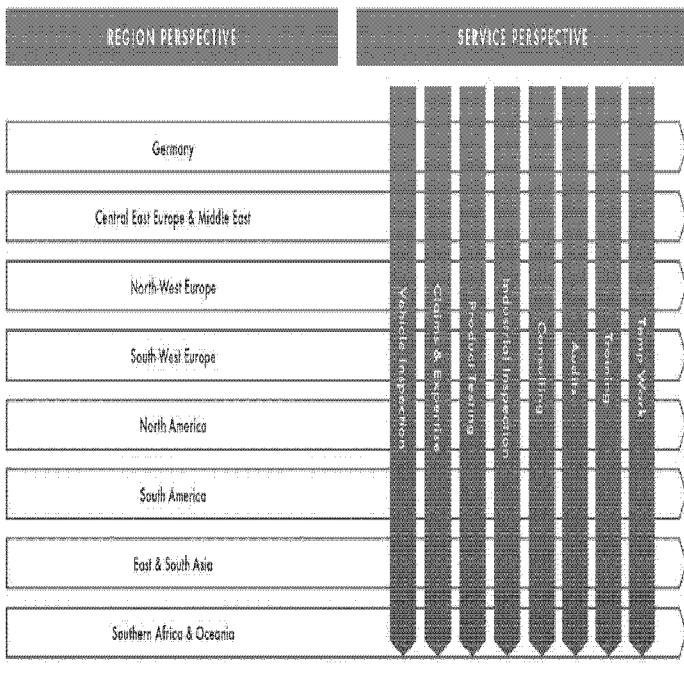 REGION PERSPECTIVE
SERVICE PERSPECTIVE
Germany
Central East Europe & Middle East
North-West Europe
South-West Europe
North America
South America
East & South Asia
Southern Africa & Oceania
Vehicle Inspection
Claims & Expertise
Product Testing
Industrial Inspection
Consulting
Audits
Training
Temp Work